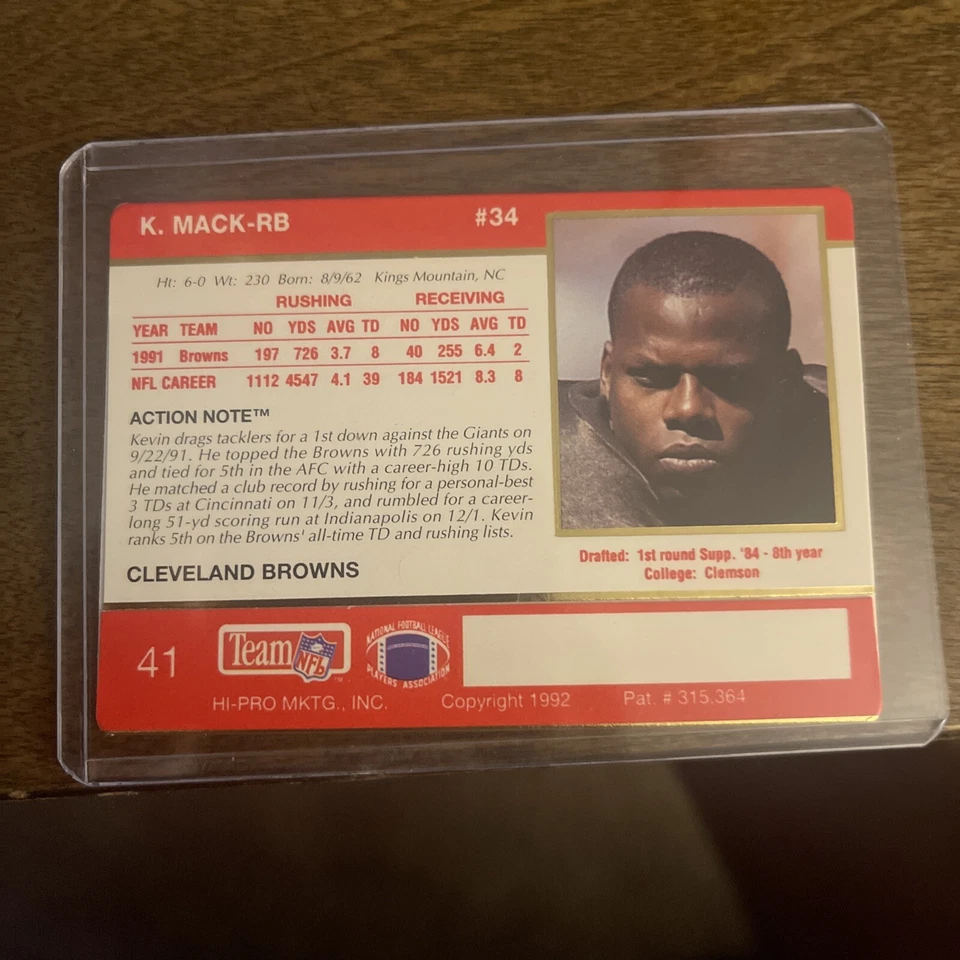 K. MACK-RB #34
Ht: 6-0 Wt: 230 Born: 8/9/62 Kings Mountain, NC
RUSHING RECEIVING
YEAR TEAM NO YDS AVG TD NO YDS AVG TD
1991 Browns 197 726 3.7 8 40 255 6.4 2
NFL CAREER 1112 4547 4.1 39 184 1521 8.3 8
ACTION NOTE™
Kevin drags tacklers for a 1st down against the Giants on
9/22/91. He topped the Browns with 726 rushing yds
and tied for 5th in the AFC with a career-high 10 TDs.
He matched a club record by rushing for a personal-best
3 TDs at Cincinnati on 11/3, and rumbled for a career-
long 51-yd scoring run at Indianapolis on 12/1. Kevin
ranks 5th on the Browns' all-time TD and rushing lists.
Drafted: 1st round Supp. '84 - 8th year
College: Clemson
CLEVELAND BROWNS
41
Team NFL™
NATIONAL FOOTBALL LEAGUE
PLAYERS ASSOCIATION
HI-PRO MKTG., INC. Copyright 1992 Pat. # 315,364